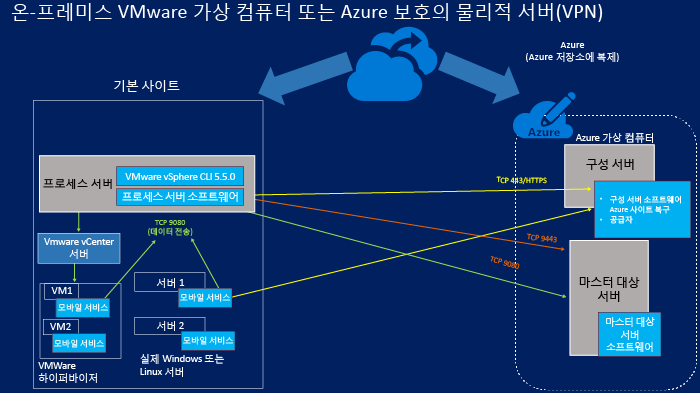 온-프레미스 VMware 가상 컴퓨터 또는 Azure 보호의 물리적 서버(VPN)
Azure
(Azure 저장소에 복제)
기본 사이트
Azure
Azure 가상 컴퓨터
구성 서버
프로세스 서버
VMware vSphere CLI 5.5.0
프로세스 서버 소프트웨어
TCP 443/HTTPS
• 구성 서버 소프트웨어
Azure 사이트 복구
• 공급자
TCP 9080
(데이터 전송)
TCP 9443
Vmware vCenter
서버
TCP 9080
마스터 대상
서버
VM1
모바일 서비스
서버 1
모바일 서비스
VM2
모바일 서비스
서버 2
모바일 서비스
마스터 대상
서버
소프트웨어
VMWare
하이퍼바이저
실제 Windows 또는
Linux 서버